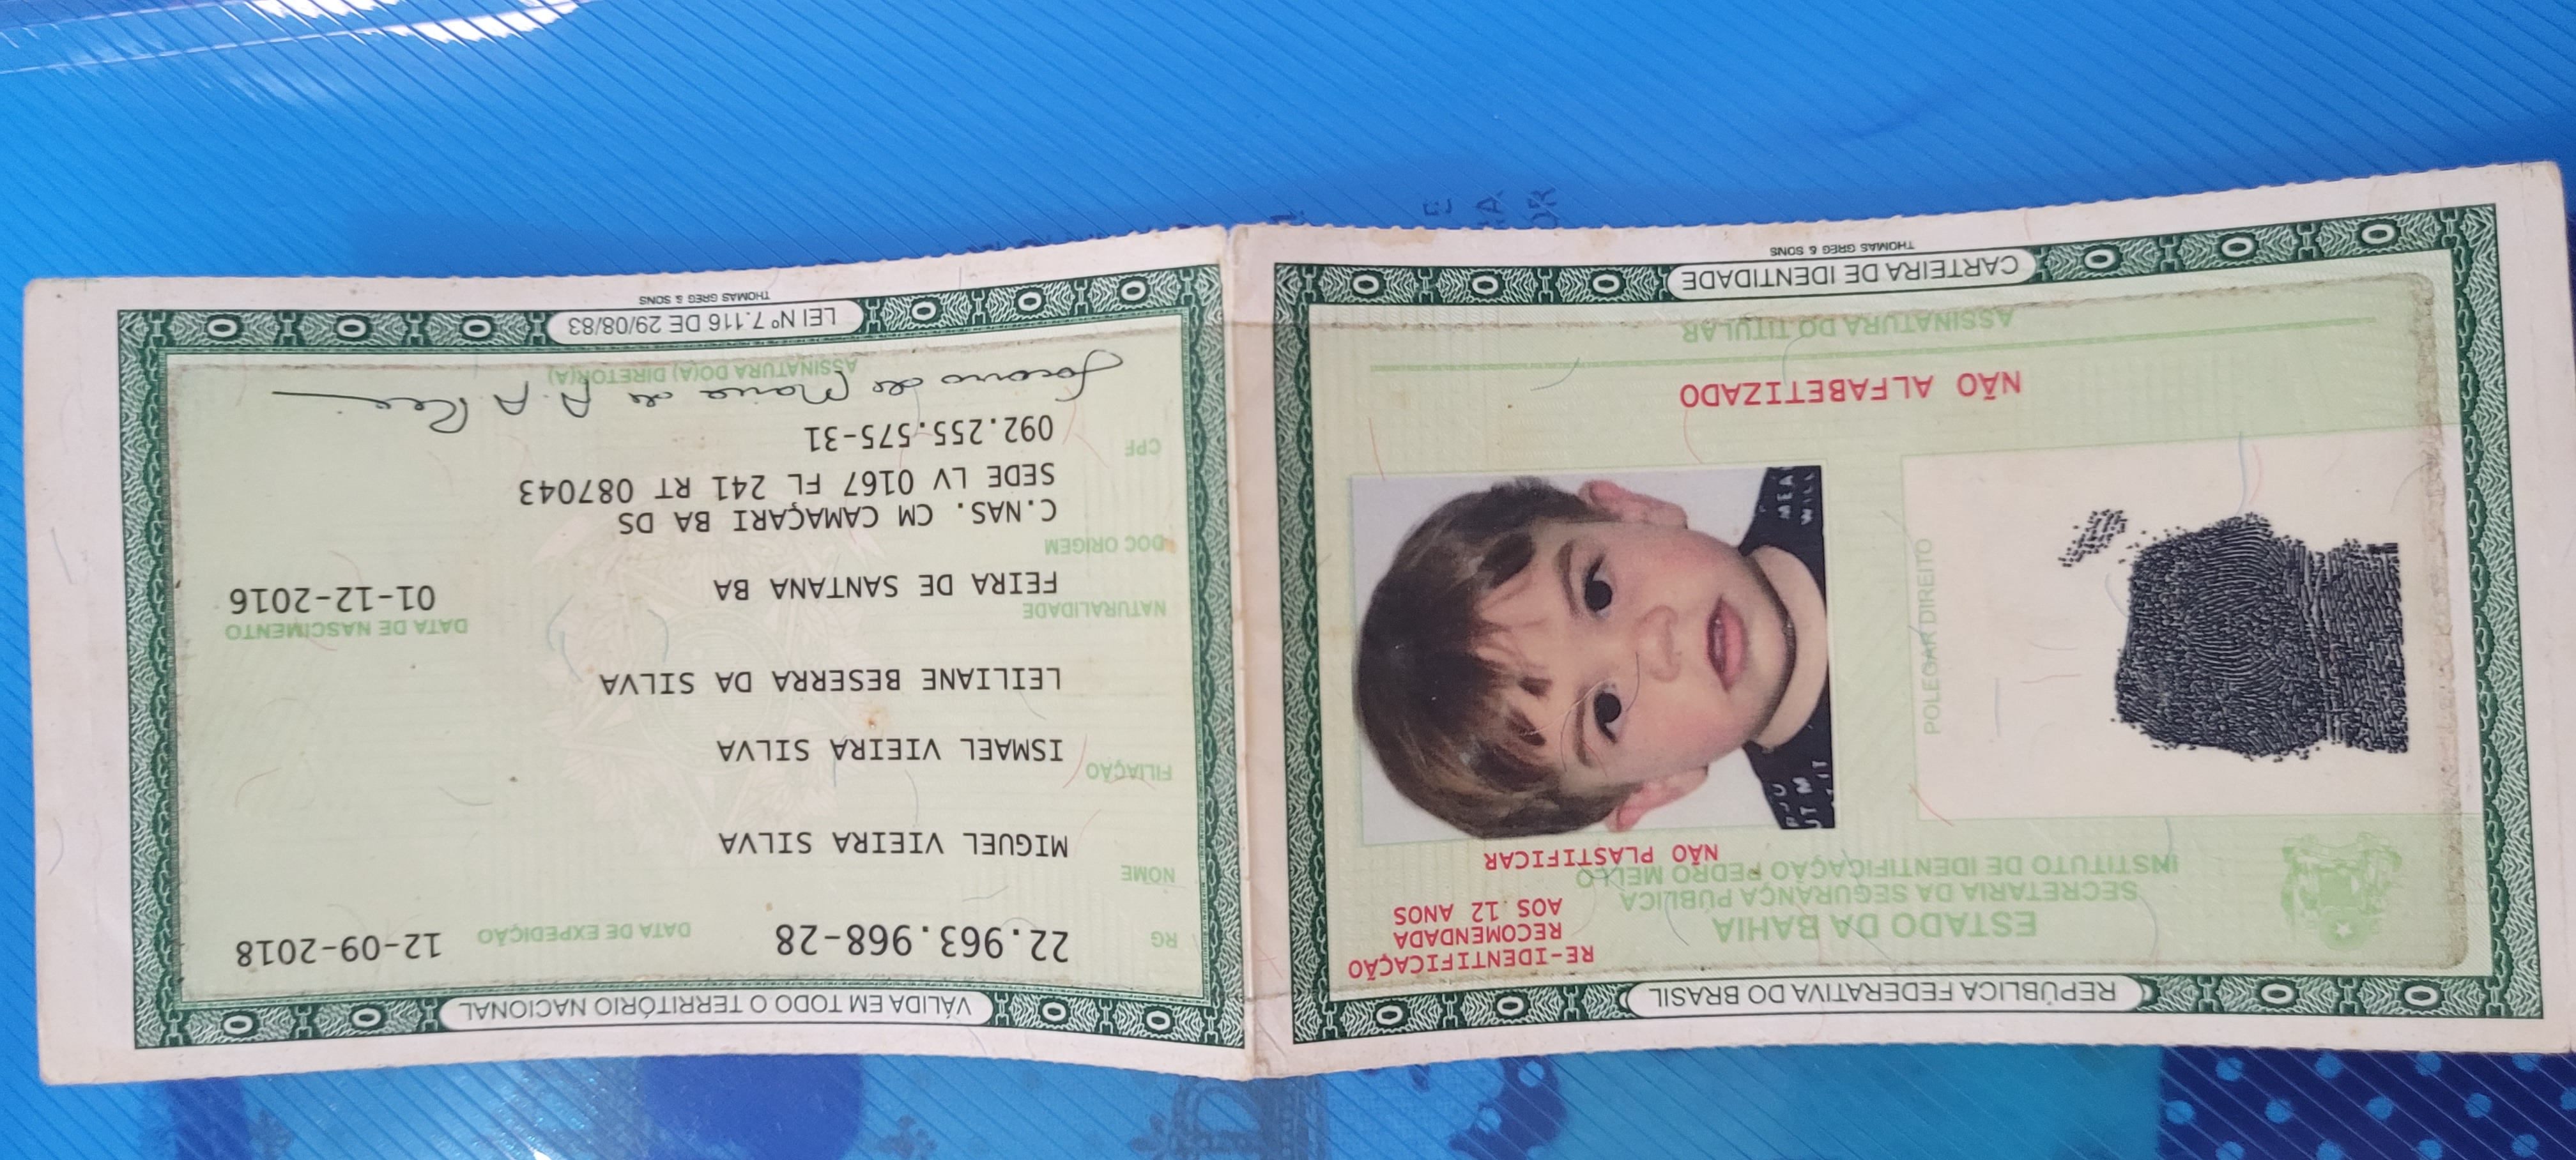 VÁLIDA EM TODO O TERRITÓRIO NACIONAL
RG 22.963.968-28 DATA DE EXPEDIÇÃO 12-09-2018
NOME
MIGUEL VIEIRA SILVA
FILIAÇÃO
ISMAEL VIEIRA SILVA
LEILIANE BESERRA DA SILVA
NATURALIDADE DATA DE NASCIMENTO
FEIRA DE SANTANA BA 01-12-2016
DOC ORIGEM
C.NAS. CM CAMAÇARI BA DS
SEDE LV 0167 FL 241 RT 087043
CPF 092.255.575-31
de Maria de A. A.
ASSINATURA DO(A) DIRETOR(A)
LEI Nº 7.116 DE 29/08/83
THOMAS GREG & SONS
REPÚBLICA FEDERATIVA DO BRASIL
RE-IDENTIFICAÇÃO
RECOMENDADA
AOS 12 ANOS
ESTADO DA BAHIA
SECRETARIA DA SEGURANÇA PÚBLICA
INSTITUTO DE IDENTIFICAÇÃO PEDRO MELLO
NÃO PLASTIFICAR
POLEGAR DIREITO
NÃO ALFABETIZADO
ASSINATURA DO TITULAR
CARTEIRA DE IDENTIDADE
THOMAS GREG & SONS